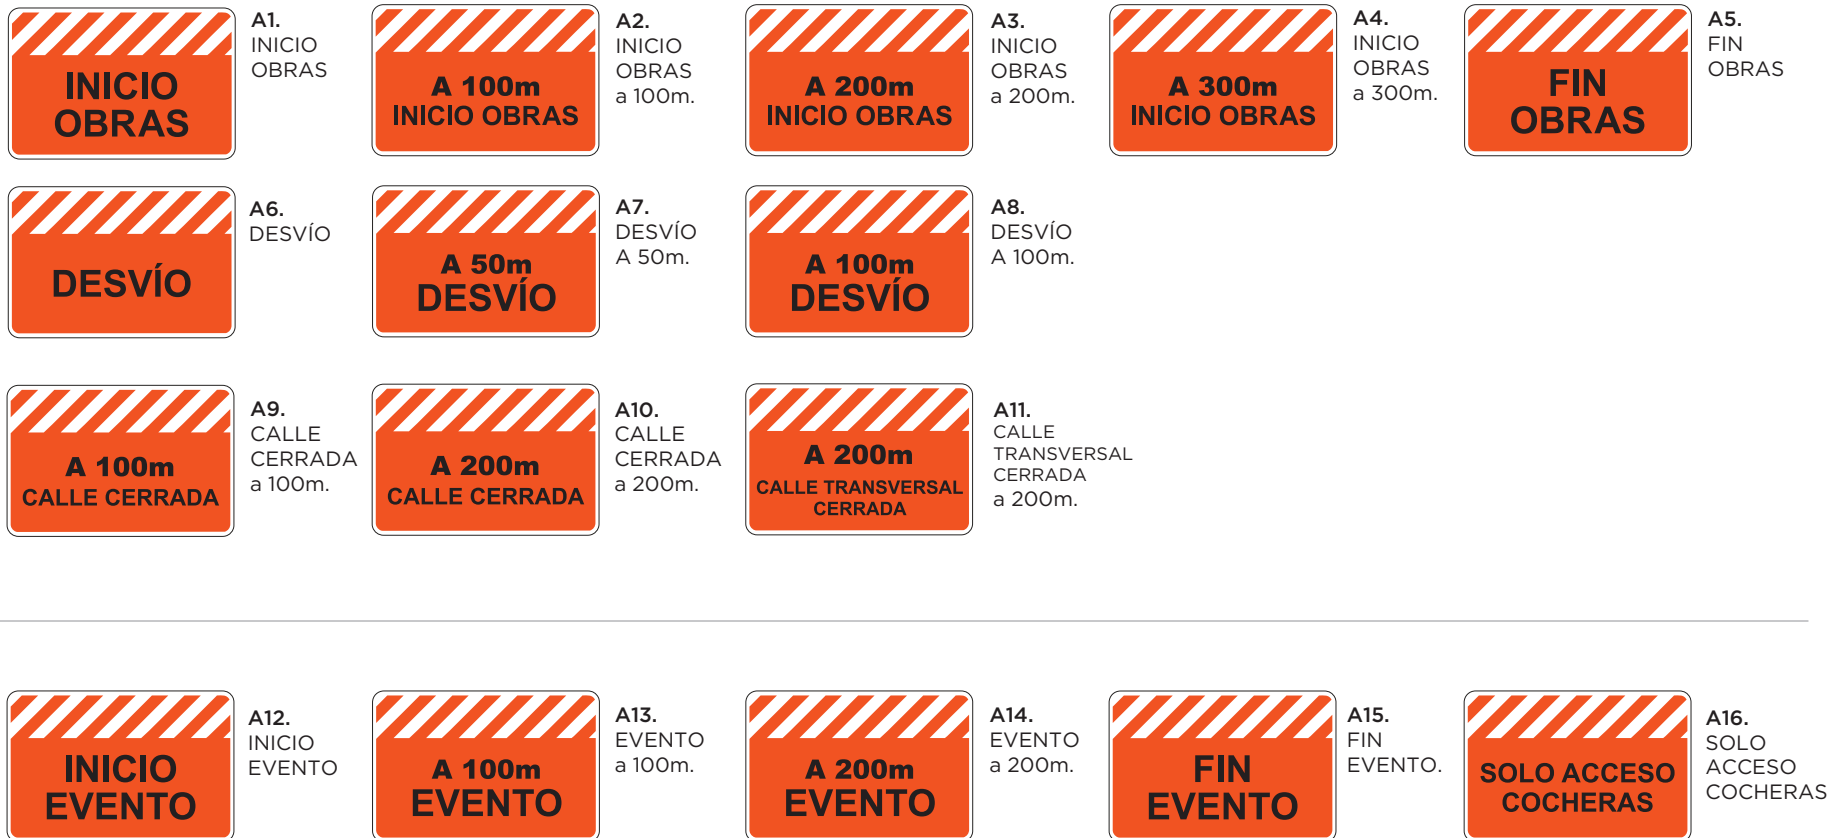 INICIO
OBRAS
A1.
INICIO
OBRAS
A 100m
INICIO OBRAS
A2.
INICIO
OBRAS
a 100m.
A 200m
INICIO OBRAS
A3.
INICIO
OBRAS
a 200m.
A 300m
INICIO OBRAS
A4.
INICIO
OBRAS
a 300m.
FIN
OBRAS
A5.
FIN
OBRAS
DESVÍO
A6.
DESVÍO
A 50m
DESVÍO
A7.
DESVÍO
A 50m.
A 100m
DESVÍO
A8.
DESVÍO
A 100m.
A 100m
CALLE CERRADA
A9.
CALLE
CERRADA
a 100m.
A 200m
CALLE CERRADA
A10.
CALLE
CERRADA
a 200m.
A 200m
CALLE TRANSVERSAL
CERRADA
A11.
CALLE
TRANSVERSAL
CERRADA
a 200m.
INICIO
EVENTO
A12.
INICIO
EVENTO
A 100m
EVENTO
A13.
EVENTO
a 100m.
A 200m
EVENTO
A14.
EVENTO
a 200m.
FIN
EVENTO
A15.
FIN
EVENTO.
SOLO ACCESO
COCHERAS
A16.
SOLO
ACCESO
COCHERAS